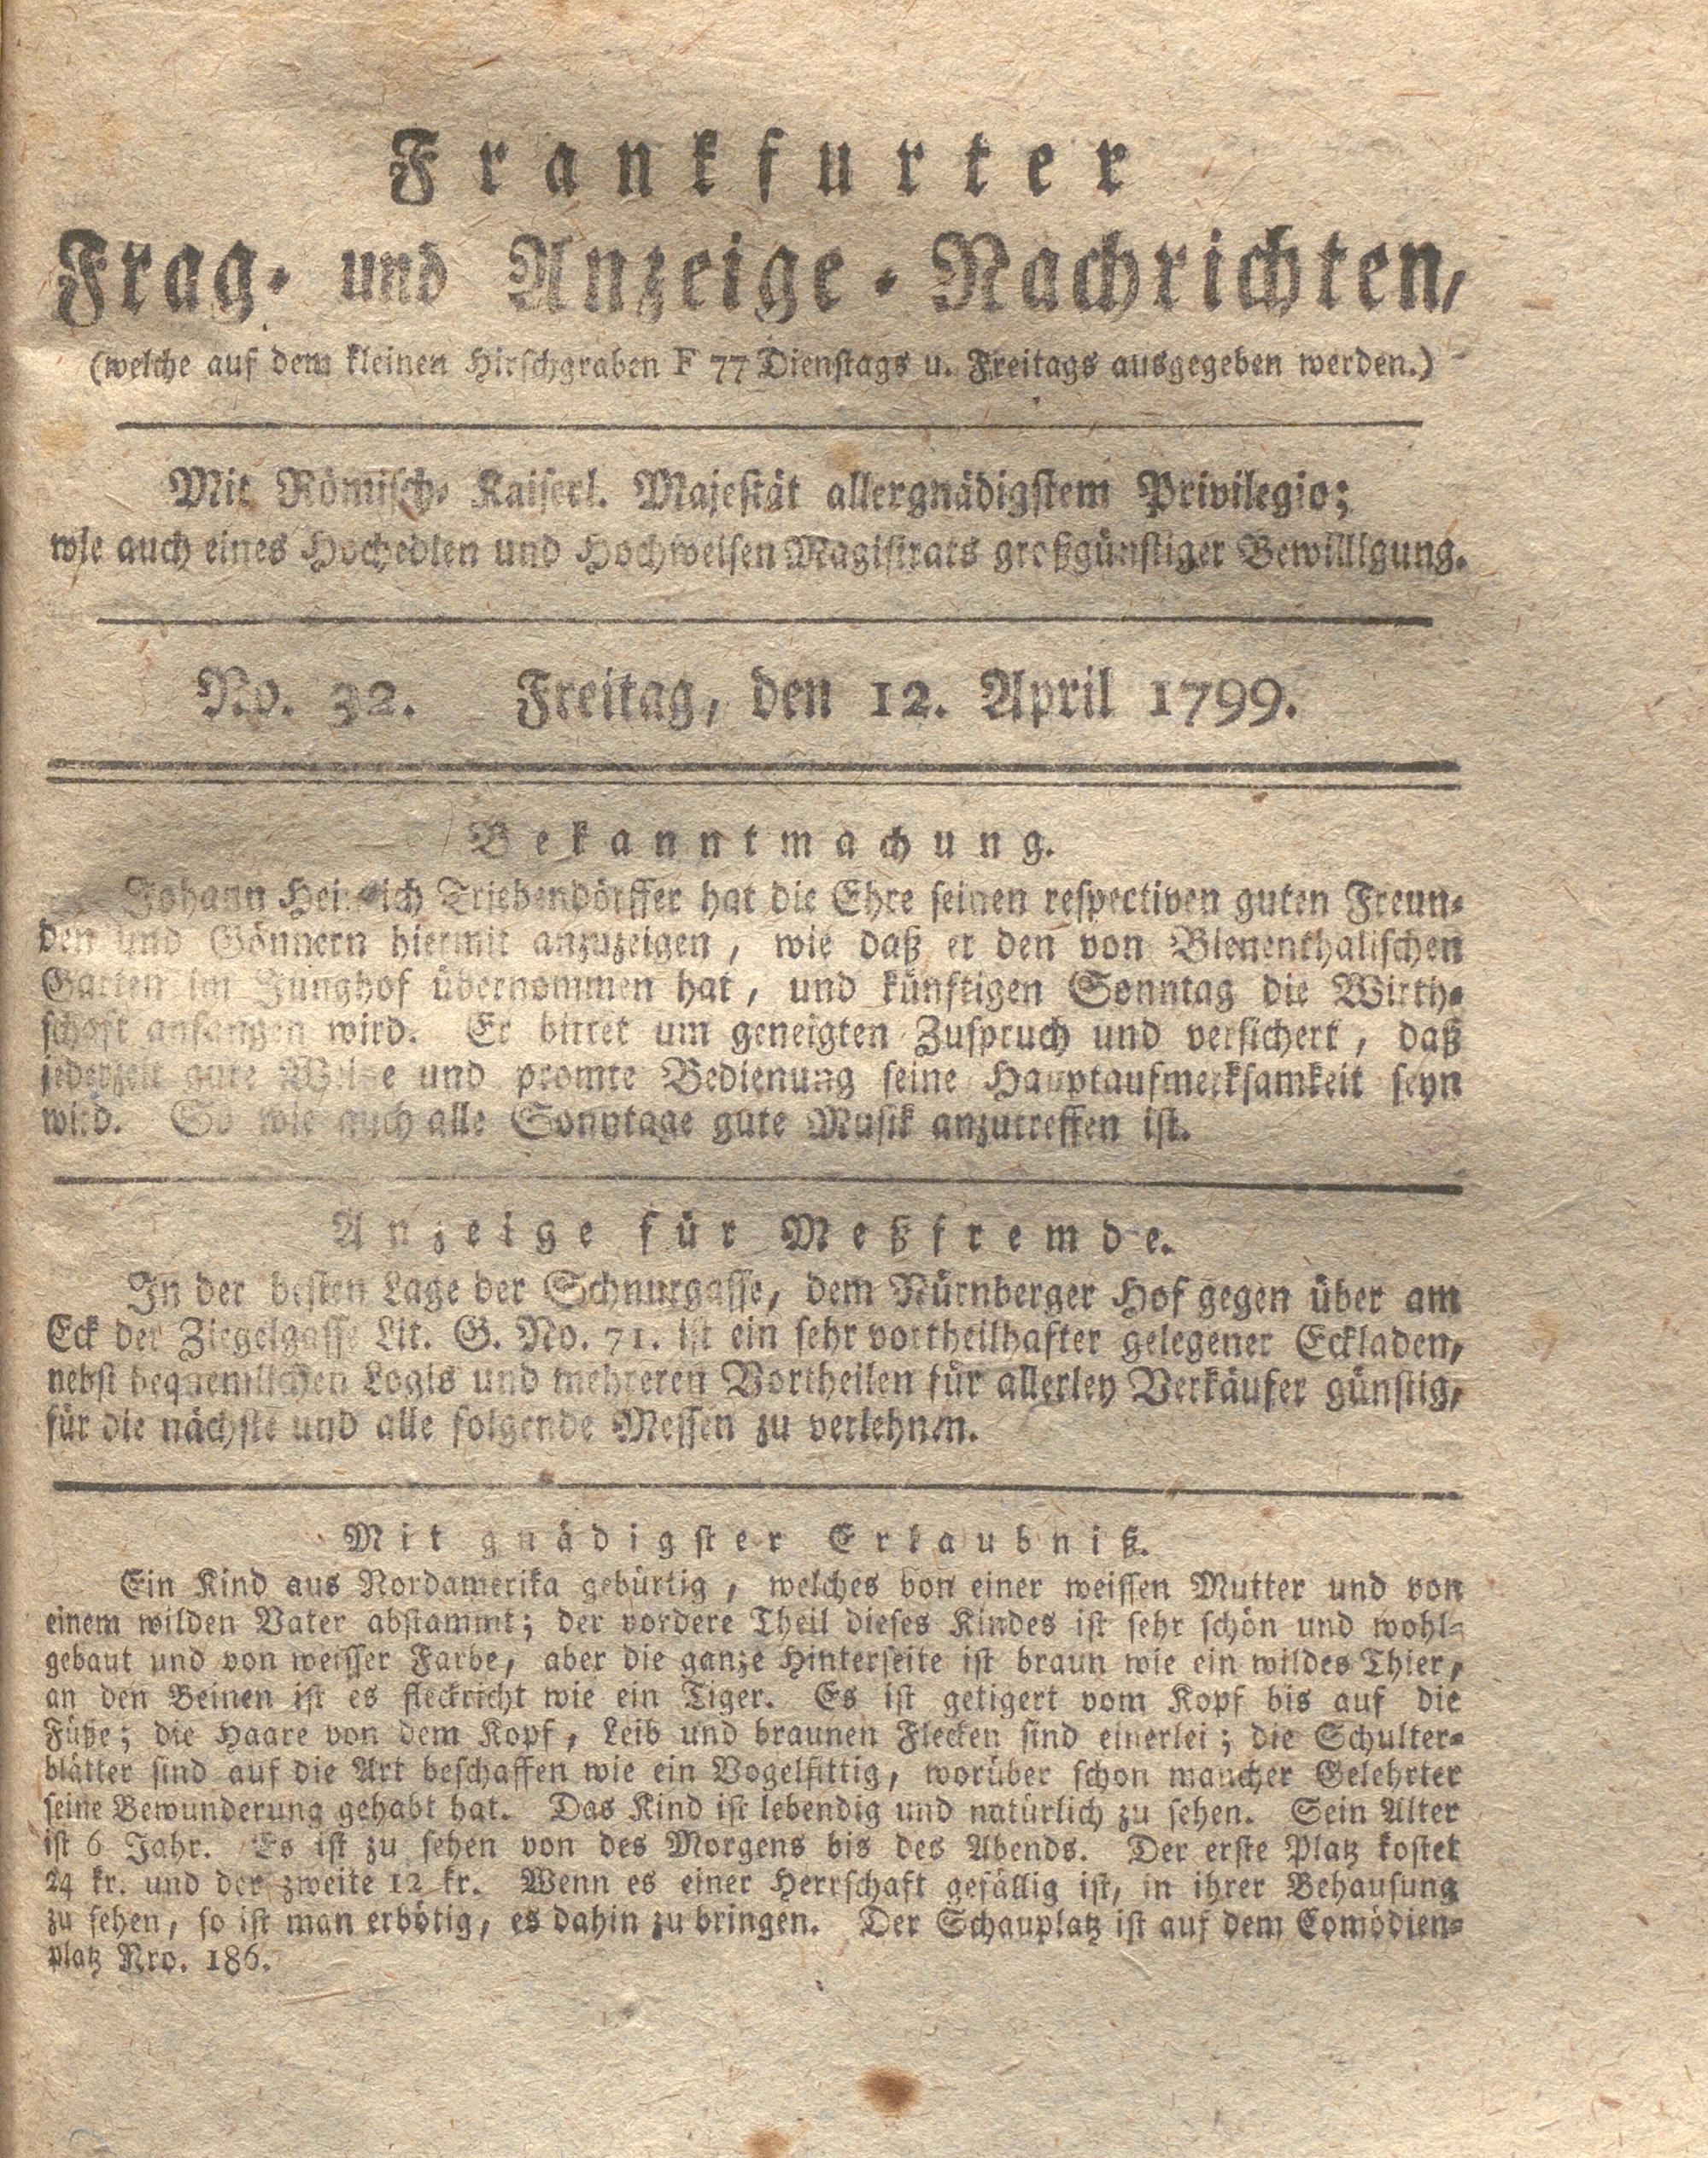 Frankfurter
Frag- und Anzeige-Nachrichten,
(welche auf dem kleinen Hirschgraben F 77 Dienstags u. Freitags ausgegeben werden.)
Mit Römisch- Kaiserl. Majestät allergnädigstem Privilegio;
wie auch eines Hochedlen und Hochweisen Magistrats großgünstiger Bewilligung.
No. 32. Freitag, den 12. April 1799.
Bekanntmachung.
Johann Heinrich Triebendörffer hat die Ehre seinen respectiven guten Freun-
den und Gönnern hiermit anzuzeigen, wie daß er den von Bienenthalischen
Garten im Junghof übernommen hat, und künftigen Sonntag die Wirth-
schaft anfangen wird. Er bittet um geneigten Zuspruch und versichert, daß
jederzeit gute Weine und promte Bedienung seine Hauptaufmerksamkeit seyn
wird. So wie auch alle Sonntage gute Musik anzutreffen ist.
Anzeige für Meßfremde.
In der besten Lage der Schnurgasse, dem Nürnberger Hof gegen über am
Eck der Ziegelgasse Lit. G. No. 71. ist ein sehr vortheilhafter gelegener Eckladen,
nebst bequemlichen Logis und mehreren Vortheilen für allerley Verkäufer günstig,
für die nächste und alle folgende Messen zu verlehnen.
Mit gnädigster Erlaubniß.
Ein Kind aus Nordamerika gebürtig, welches von einer weissen Mutter und von
einem wilden Vater abstammt; der vordere Theil dieses Kindes ist sehr schön und wohl-
gebaut und von weisser Farbe, aber die ganze Hinterseite ist braun wie ein wildes Thier,
an den Beinen ist es fleckricht wie ein Tiger. Es ist getigert vom Kopf bis auf die
Füße; die Haare von dem Kopf, Leib und braunen Flecken sind einerlei; die Schulter-
blätter sind auf die Art beschaffen wie ein Vogelfittig, worüber schon mancher Gelehrter
seine Bewunderung gehabt hat. Das Kind ist lebendig und natürlich zu sehen. Sein Alter
ist 6 Jahr. Es ist zu sehen von des Morgens bis des Abends. Der erste Platz kostet
24 kr. und der zweite 12 kr. Wenn es einer Herrschaft gefällig ist, in ihrer Behausung
zu sehen, so ist man erbötig, es dahin zu bringen. Der Schauplatz ist auf dem Comödien-
platz Nro. 186.